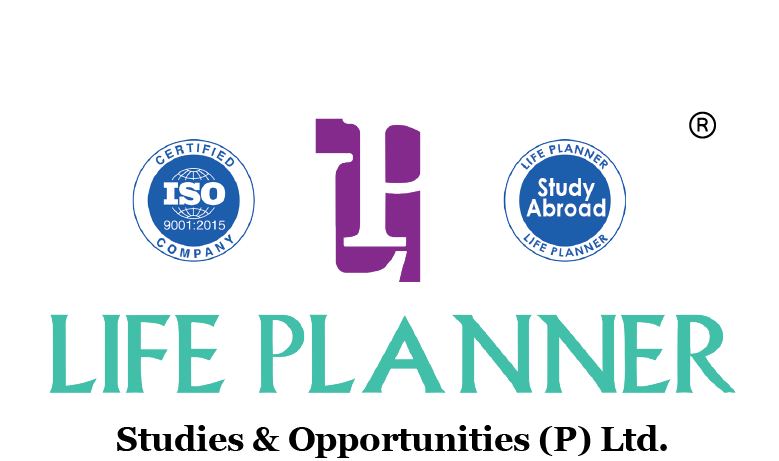 ®
CERTIFIED
ISO
9001:2015
COMPANY
LIFE PLANNER
Study
Abroad
LIFE PLANNER
LIFE PLANNER
Studies & Opportunities (P) Ltd.